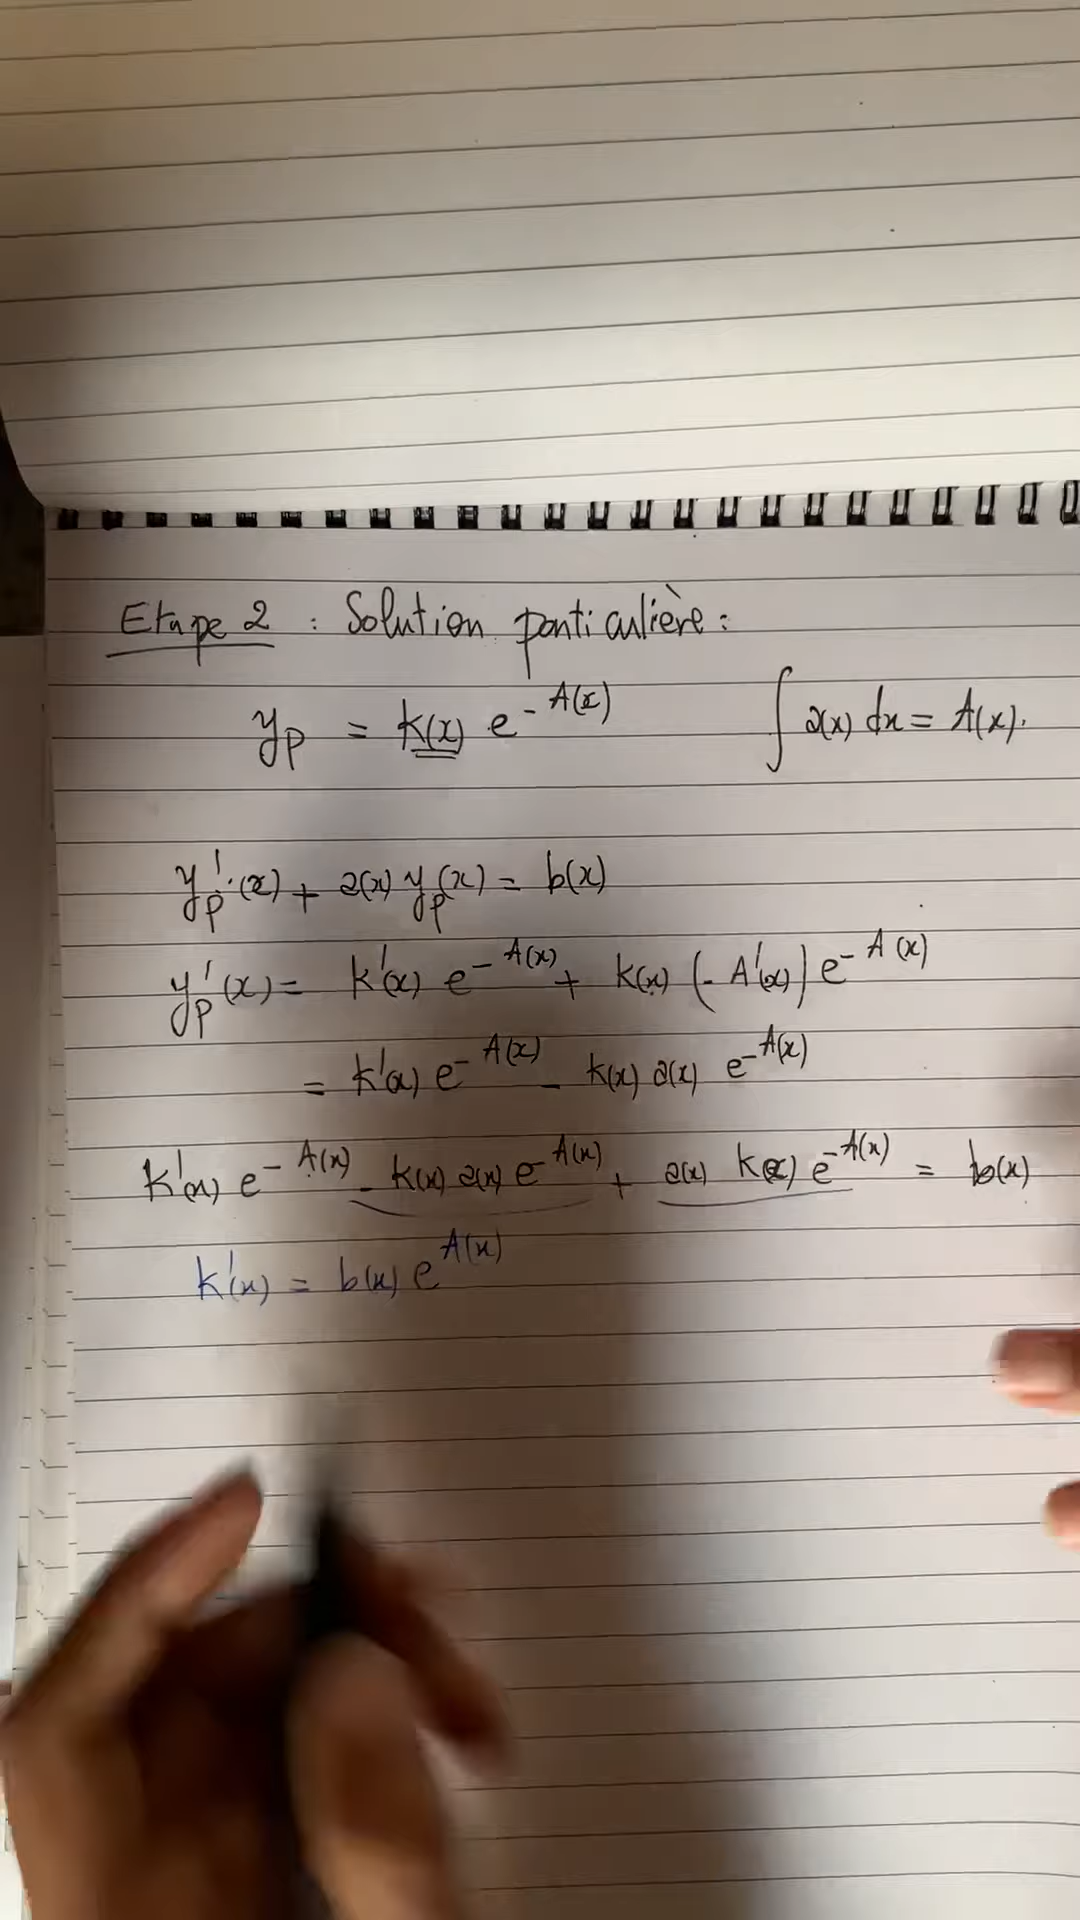 Etape 2 : Solution particulière :
yp = k(x) e^{-A(x)} ∫ a(x) dx = A(x).
yp'(x) + a(x) yp(x) = b(x)
yp'(x) = k'(x) e^{-A(x)} + k(x) (-A'(x)) e^{-A(x)}
= k'(x) e^{-A(x)} - k(x) a(x) e^{-A(x)}
k'(x) e^{-A(x)} - k(x) a(x) e^{-A(x)} + a(x) k(x) e^{-A(x)} = b(x)
k'(x) = b(x) e^{A(x)}